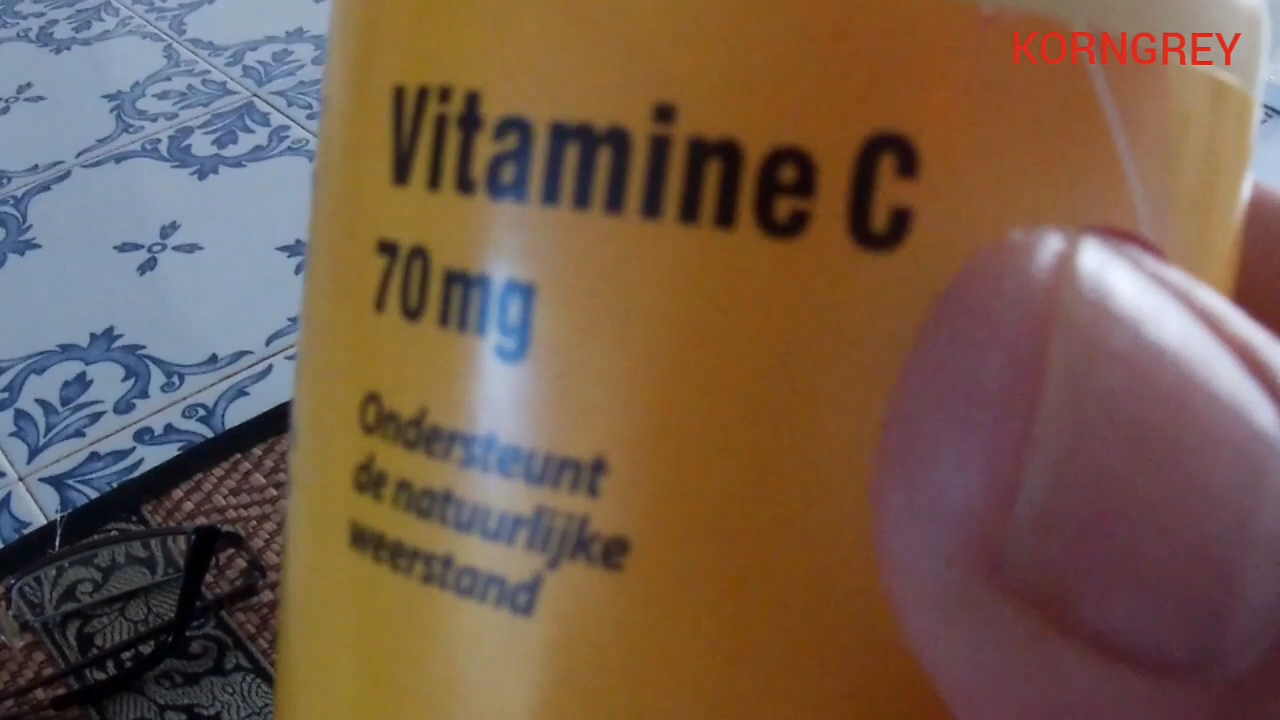 KORNGREY
Vitamine C
70 mg
Ondersteunt
de natuurlijke
weerstand